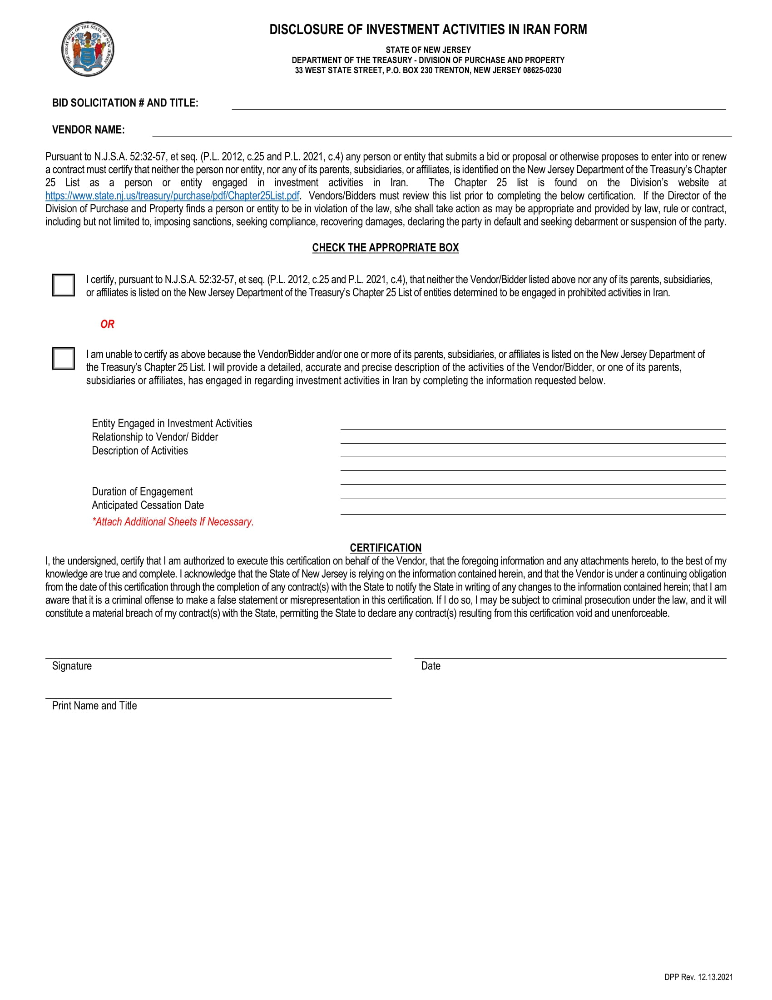 THE GREAT SEAL OF THE STATE OF NEW JERSEY
DISCLOSURE OF INVESTMENT ACTIVITIES IN IRAN FORM
STATE OF NEW JERSEY
DEPARTMENT OF THE TREASURY - DIVISION OF PURCHASE AND PROPERTY
33 WEST STATE STREET, P.O. BOX 230 TRENTON, NEW JERSEY 08625-0230
BID SOLICITATION # AND TITLE:
VENDOR NAME:
Pursuant to N.J.S.A. 52:32-57, et seq. (P.L. 2012, c.25 and P.L. 2021, c.4) any person or entity that submits a bid or proposal or otherwise proposes to enter into or renew
a contract must certify that neither the person nor entity, nor any of its parents, subsidiaries, or affiliates, is identified on the New Jersey Department of the Treasury’s Chapter
25 List as a person or entity engaged in investment activities in Iran. The Chapter 25 list is found on the Division’s website at
https://www.state.nj.us/treasury/purchase/pdf/Chapter25List.pdf. Vendors/Bidders must review this list prior to completing the below certification. If the Director of the
Division of Purchase and Property finds a person or entity to be in violation of the law, s/he shall take action as may be appropriate and provided by law, rule or contract,
including but not limited to, imposing sanctions, seeking compliance, recovering damages, declaring the party in default and seeking debarment or suspension of the party.
CHECK THE APPROPRIATE BOX
I certify, pursuant to N.J.S.A. 52:32-57, et seq. (P.L. 2012, c.25 and P.L. 2021, c.4), that neither the Vendor/Bidder listed above nor any of its parents, subsidiaries,
or affiliates is listed on the New Jersey Department of the Treasury’s Chapter 25 List of entities determined to be engaged in prohibited activities in Iran.
OR
I am unable to certify as above because the Vendor/Bidder and/or one or more of its parents, subsidiaries, or affiliates is listed on the New Jersey Department of
the Treasury’s Chapter 25 List. I will provide a detailed, accurate and precise description of the activities of the Vendor/Bidder, or one of its parents,
subsidiaries or affiliates, has engaged in regarding investment activities in Iran by completing the information requested below.
Entity Engaged in Investment Activities
Relationship to Vendor/ Bidder
Description of Activities
Duration of Engagement
Anticipated Cessation Date
*Attach Additional Sheets If Necessary.
CERTIFICATION
I, the undersigned, certify that I am authorized to execute this certification on behalf of the Vendor, that the foregoing information and any attachments hereto, to the best of my
knowledge are true and complete. I acknowledge that the State of New Jersey is relying on the information contained herein, and that the Vendor is under a continuing obligation
from the date of this certification through the completion of any contract(s) with the State to notify the State in writing of any changes to the information contained herein; that I am
aware that it is a criminal offense to make a false statement or misrepresentation in this certification. If I do so, I may be subject to criminal prosecution under the law, and it will
constitute a material breach of my contract(s) with the State, permitting the State to declare any contract(s) resulting from this certification void and unenforceable.
Signature
Date
Print Name and Title
DPP Rev. 12.13.2021